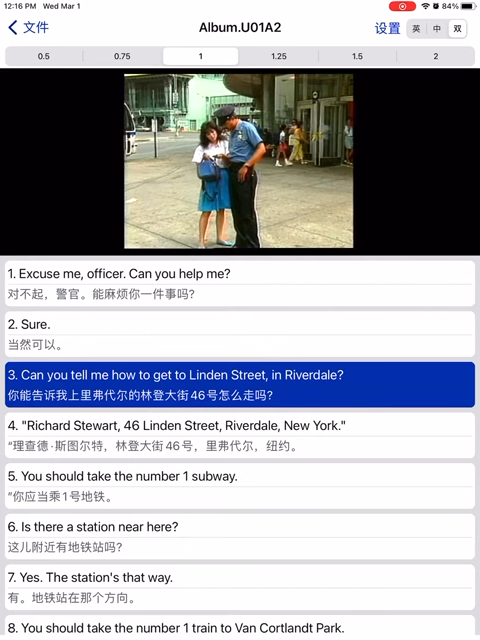 12:16 PM Wed Mar 1 84%
文件 Album.U01A2 设置 英 中 双
0.5 0.75 1 1.25 1.5 2
1. Excuse me, officer. Can you help me?
对不起，警官。能麻烦你一件事吗?
2. Sure.
当然可以。
3. Can you tell me how to get to Linden Street, in Riverdale?
你能告诉我上里弗代尔的林登大街46号怎么走吗?
4. "Richard Stewart, 46 Linden Street, Riverdale, New York."
“理查德·斯图尔特，林登大街46号，里弗代尔，纽约。
5. You should take the number 1 subway.
”你应当乘1号地铁。
6. Is there a station near here?
这儿附近有地铁站吗?
7. Yes. The station's that way.
有。地铁站在那个方向。
8. You should take the number 1 train to Van Cortlandt Park.